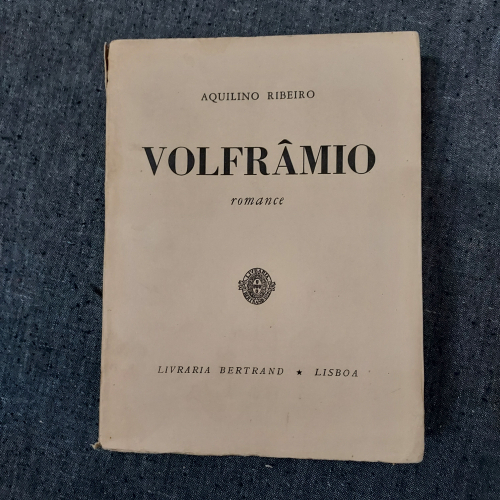 AQUILINO RIBEIRO
VOLFRÂMIO
romance
LIVRARIA BERTRAND ★ LISBOA